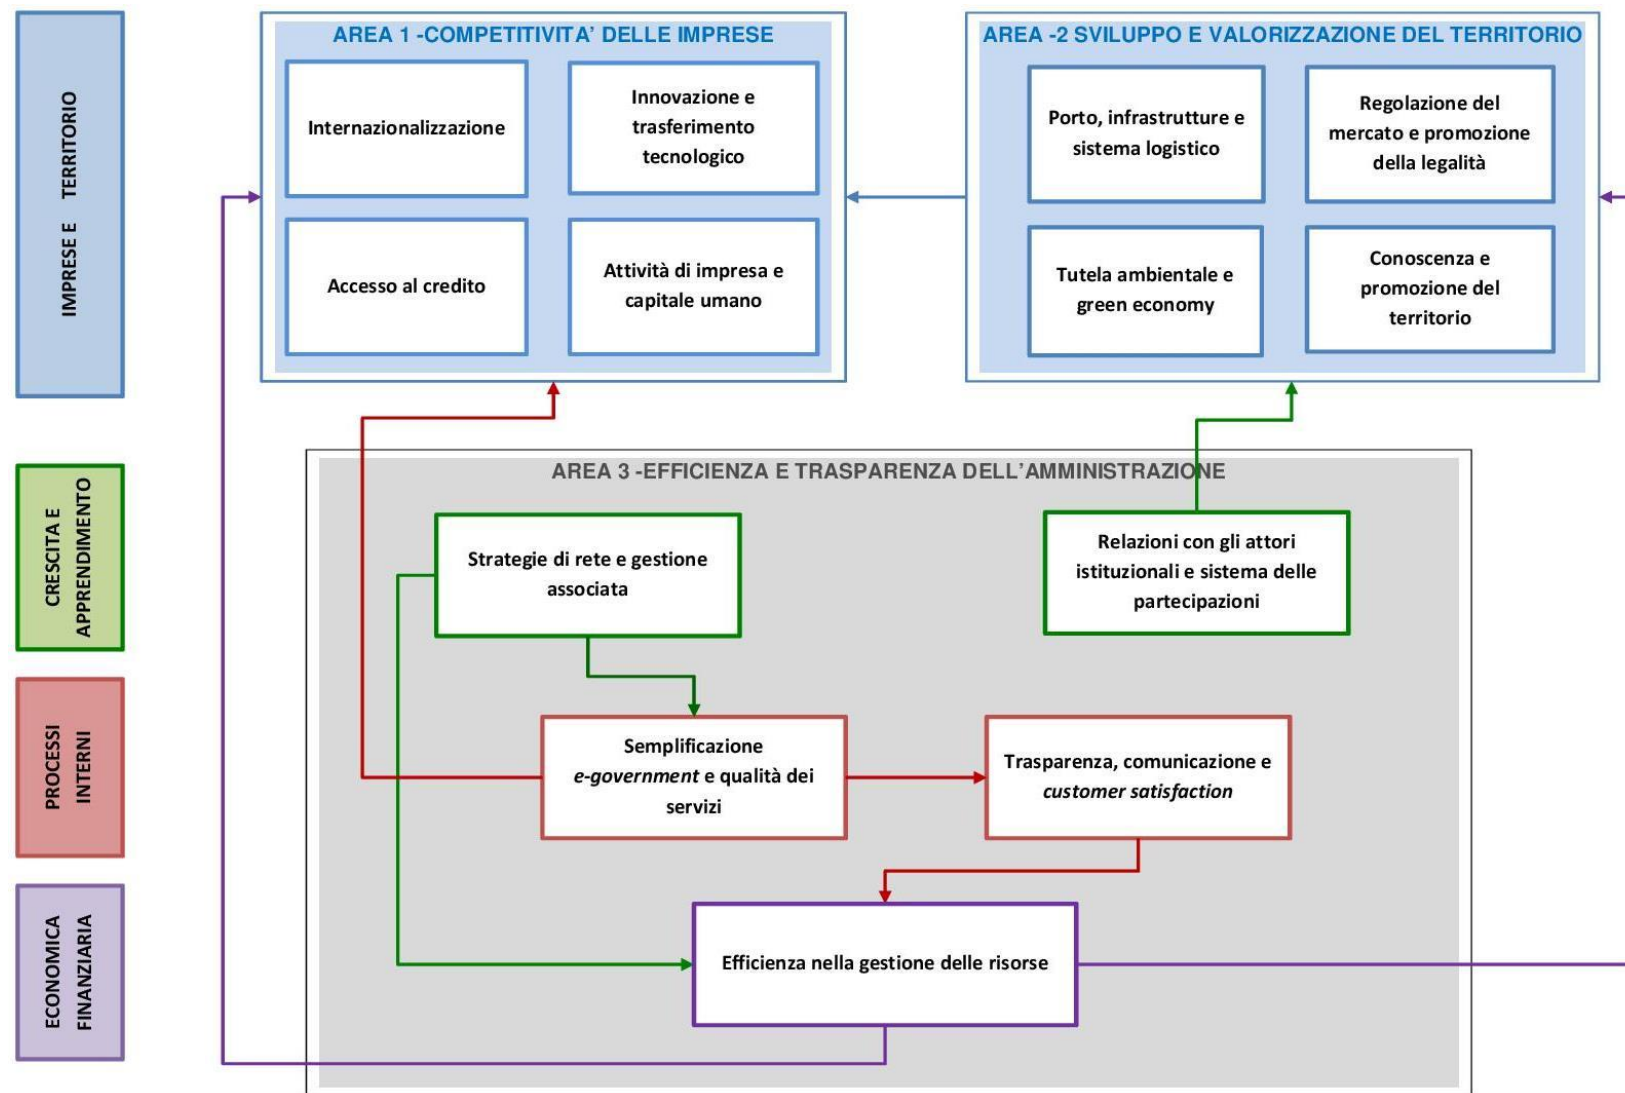 IMPRESE E TERRITORIO
AREA 1 -COMPETITIVITA' DELLE IMPRESE
Internazionalizzazione
Innovazione e
trasferimento
tecnologico
Accesso al credito
Attività di impresa e
capitale umano
AREA -2 SVILUPPO E VALORIZZAZIONE DEL TERRITORIO
Porto, infrastrutture e
sistema logistico
Regolazione del
mercato e promozione
della legalità
Tutela ambientale e
green economy
Conoscenza e
promozione del
territorio
CRESCITA E
APPRENDIMENTO
AREA 3 -EFFICIENZA E TRASPARENZA DELL'AMMINISTRAZIONE
Strategie di rete e gestione
associata
Relazioni con gli attori
istituzionali e sistema delle
partecipazioni
PROCESSI
INTERNI
Semplificazione
e-government e qualità dei
servizi
Trasparenza, comunicazione e
customer satisfaction
ECONOMICA
FINANZIARIA
Efficienza nella gestione delle risorse